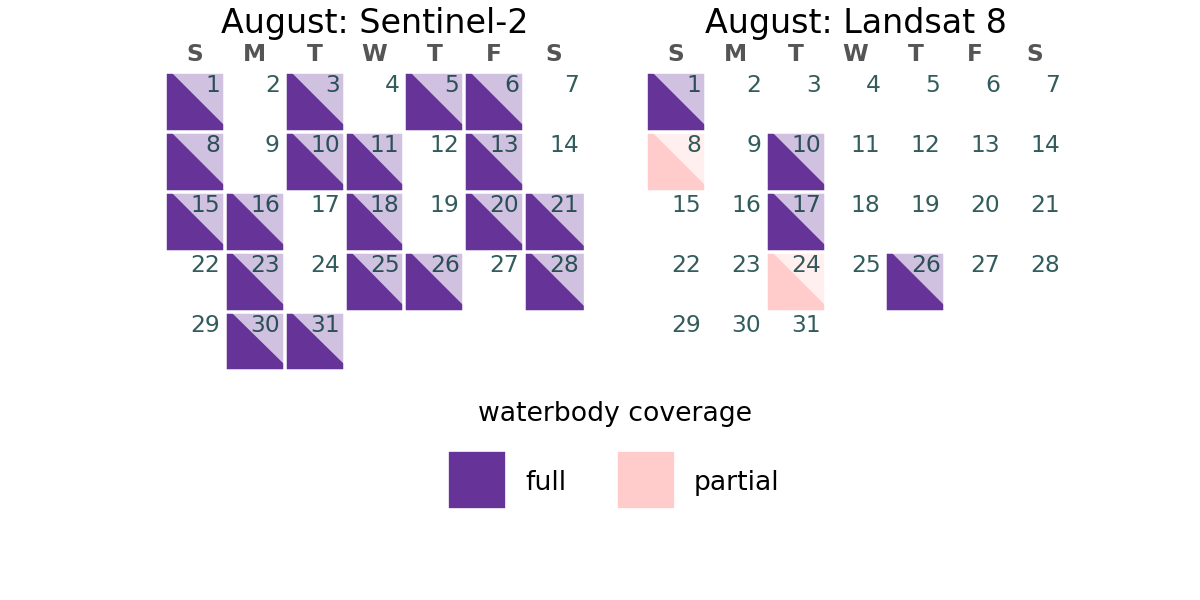 August: Sentinel-2
S M T W T F S
1 2 3 4 5 6 7
8 9 10 11 12 13 14
15 16 17 18 19 20 21
22 23 24 25 26 27 28
29 30 31
August: Landsat 8
S M T W T F S
1 2 3 4 5 6 7
8 9 10 11 12 13 14
15 16 17 18 19 20 21
22 23 24 25 26 27 28
29 30 31
waterbody coverage
full partial